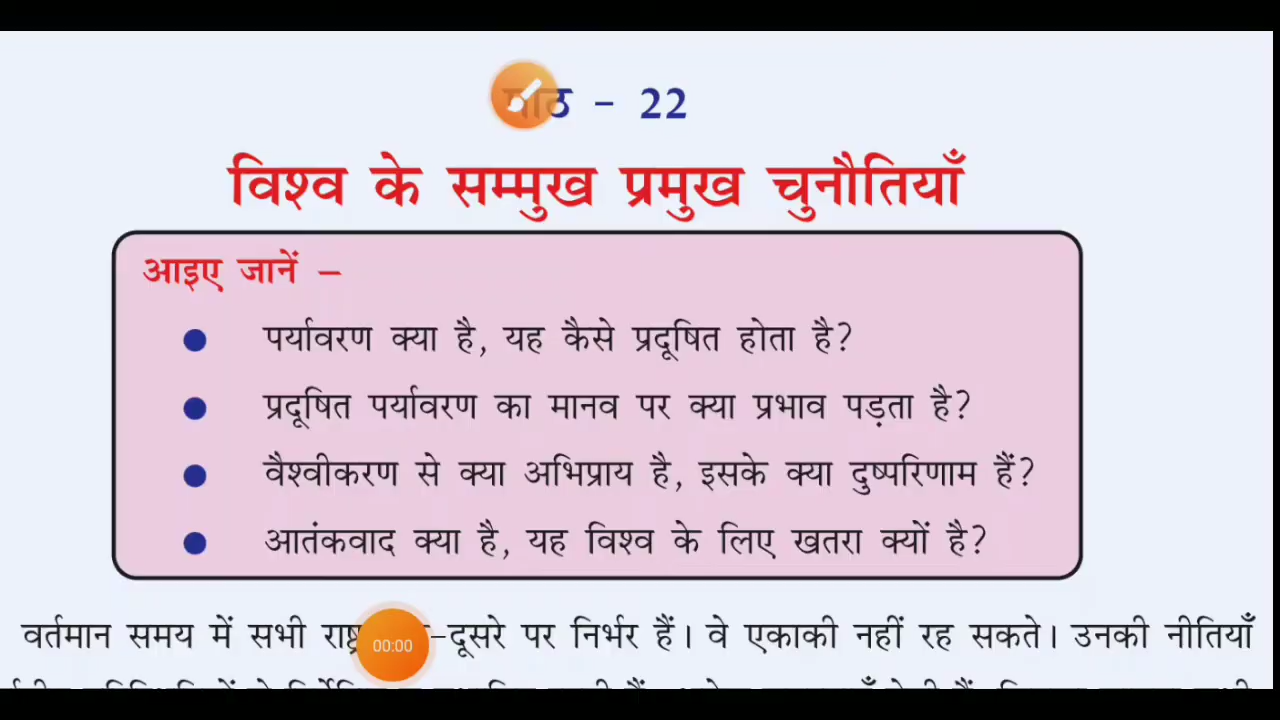 – 22
विश्व के सम्मुख प्रमुख चुनौतियाँ
आइए जानें –
पर्यावरण क्या है, यह कैसे प्रदूषित होता है?
प्रदूषित पर्यावरण का मानव पर क्या प्रभाव पड़ता है?
वैश्वीकरण से क्या अभिप्राय है, इसके क्या दुष्परिणाम हैं?
आतंकवाद क्या है, यह विश्व के लिए खतरा क्यों है?
वर्तमान समय में सभी –दूसरे पर निर्भर हैं। वे एकाकी नहीं रह सकते। उनकी नीतियाँ
00:00